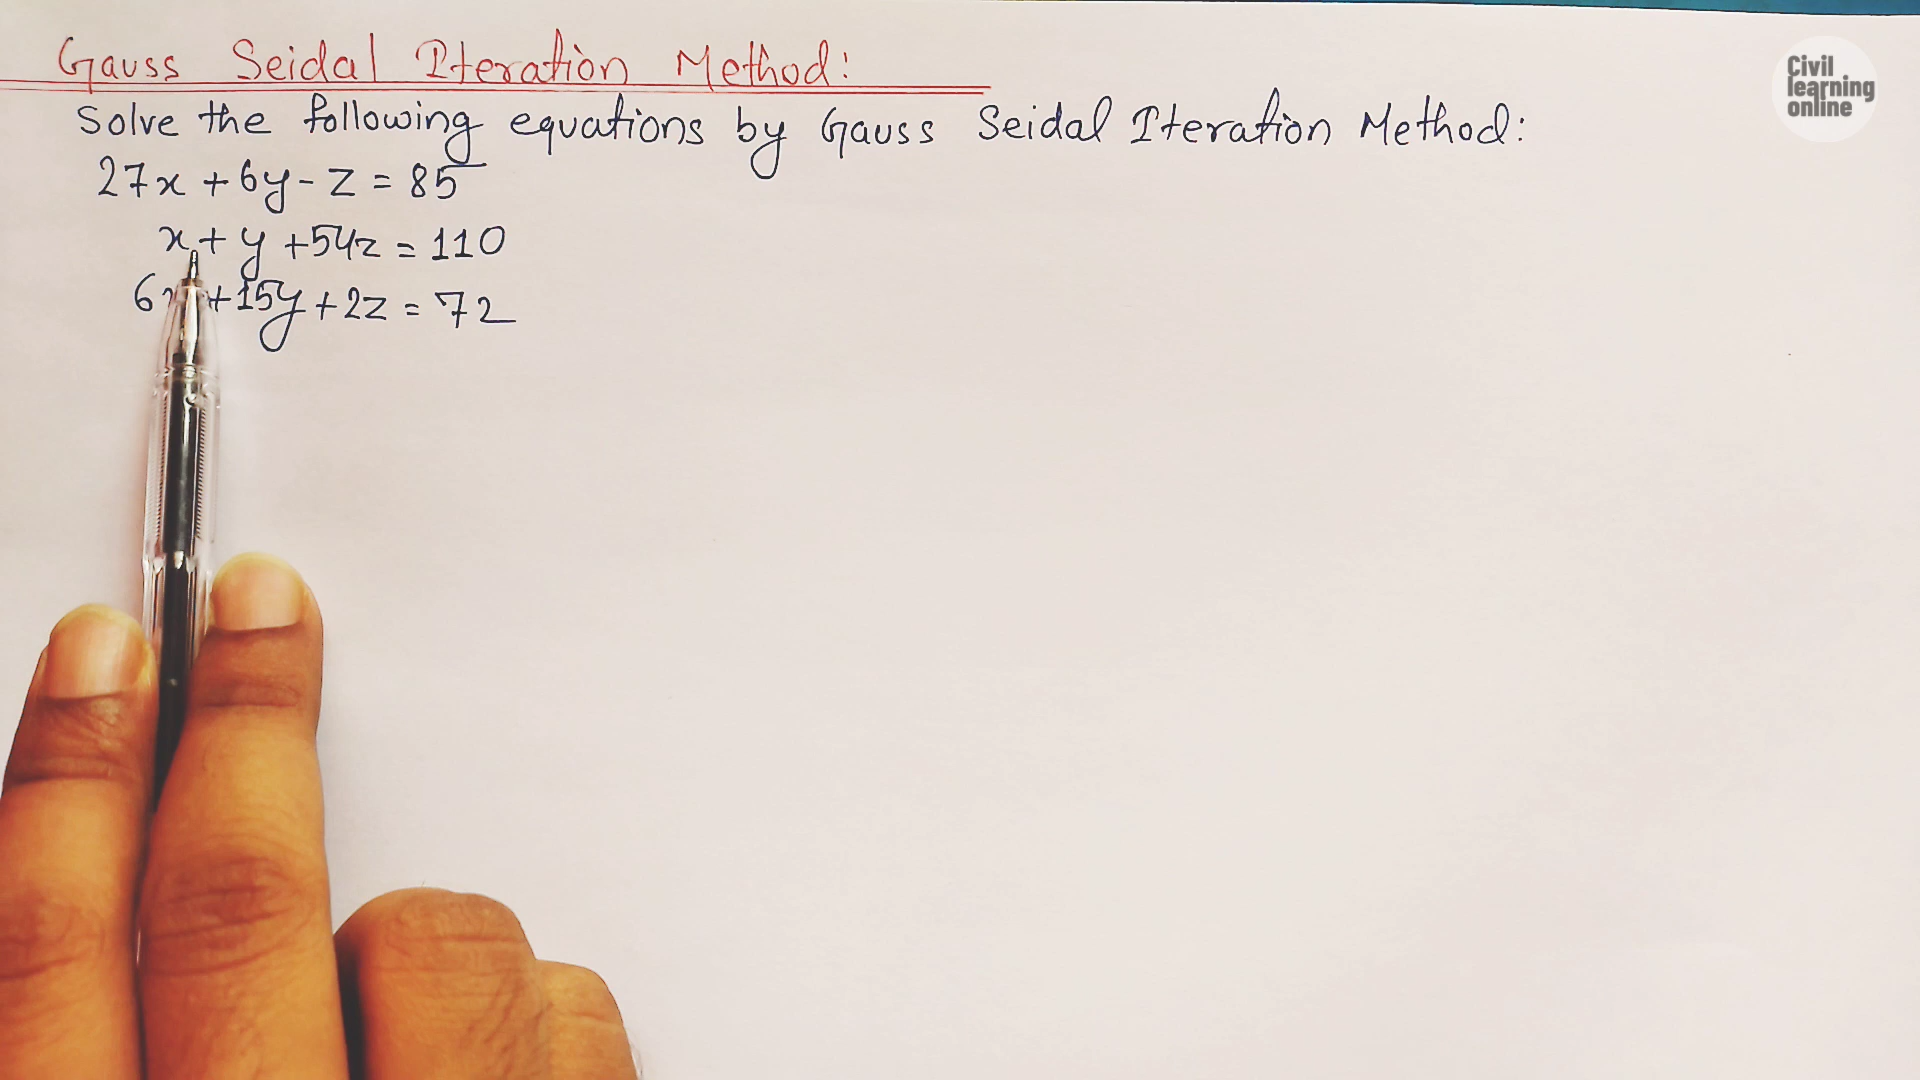 Gauss Seidal Iteration Method:
Solve the following equations by Gauss Seidal Iteration Method:
27x + 6y - z = 85
x + y + 54z = 110
6x + 15y + 2z = 72
Civil
learning
online